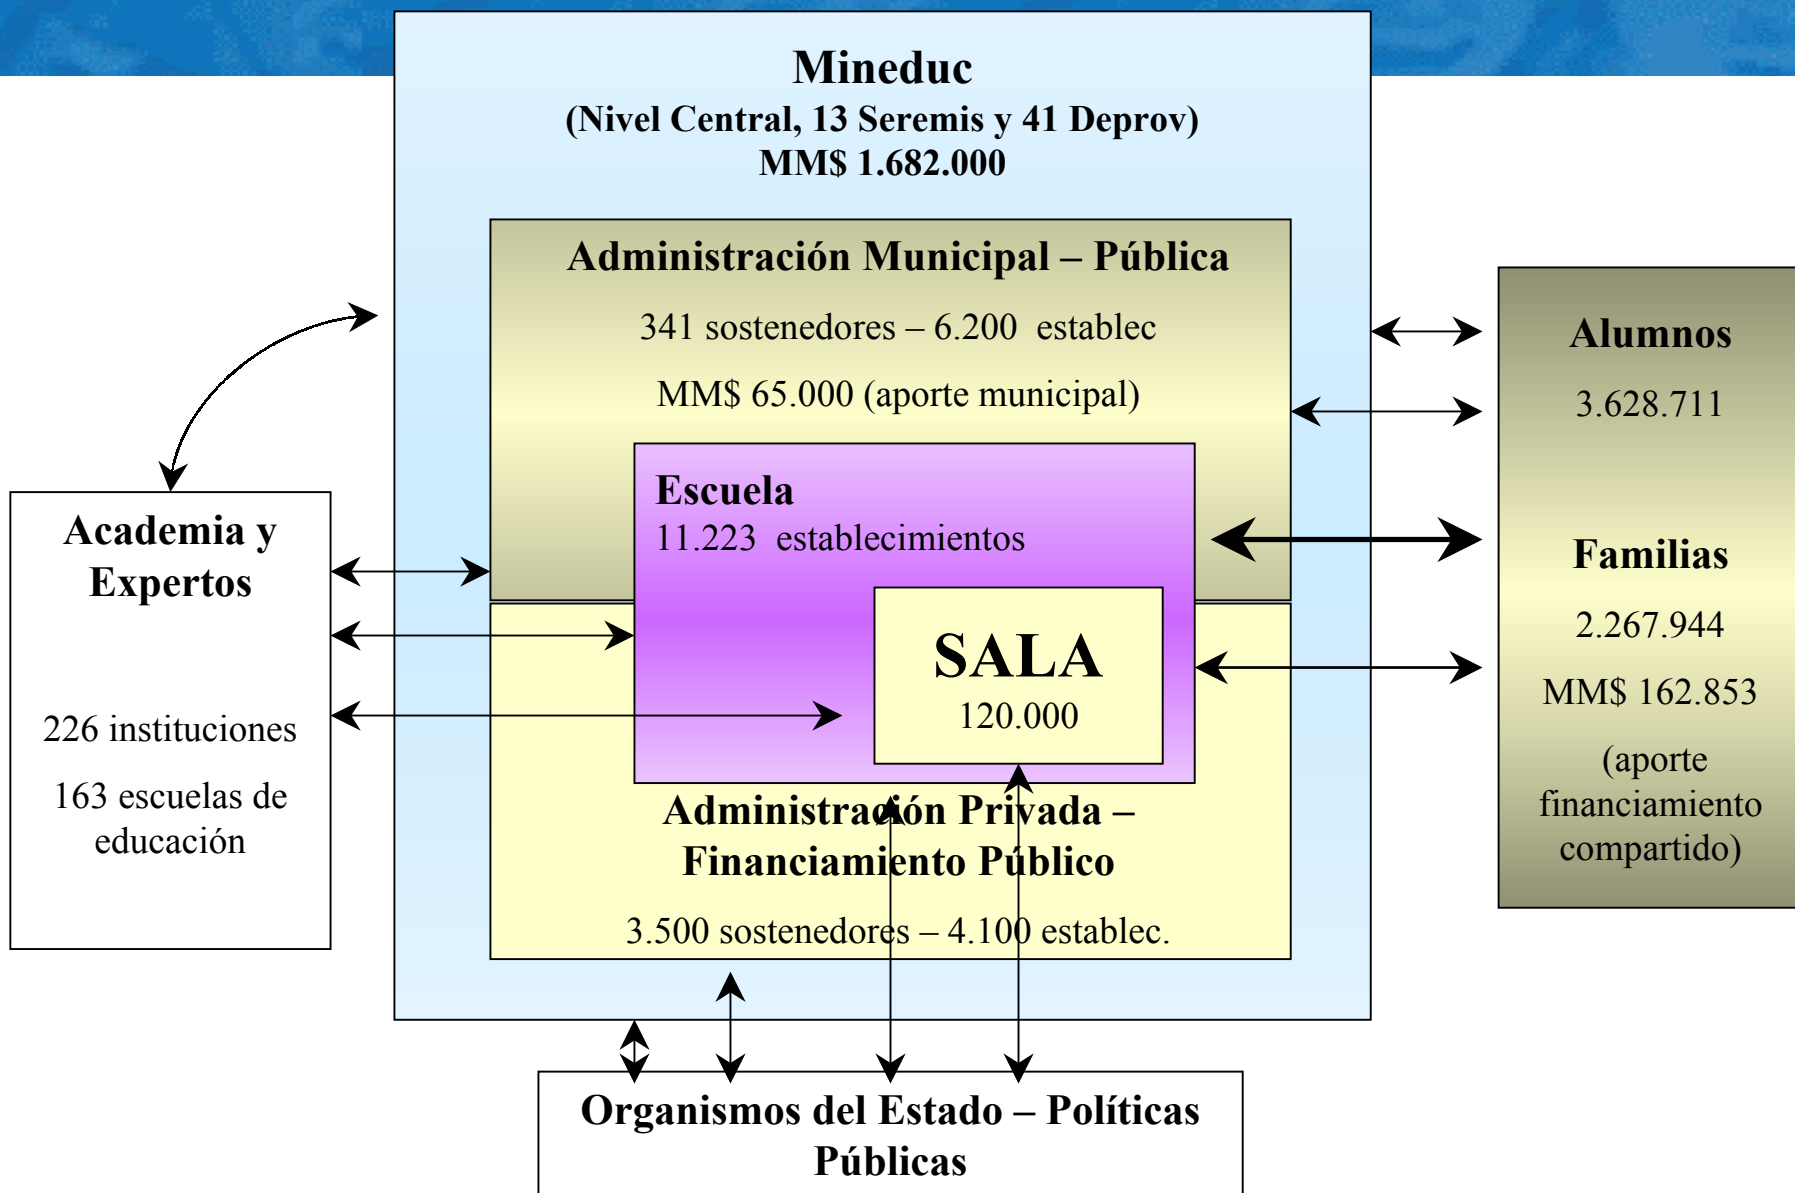 Mineduc
(Nivel Central, 13 Seremis y 41 Deprov)
MM$ 1.682.000
Administración Municipal – Pública
341 sostenedores – 6.200 establec
MM$ 65.000 (aporte municipal)
Escuela
11.223 establecimientos
SALA
120.000
Administración Privada –
Financiamiento Público
3.500 sostenedores – 4.100 establec.
Academia y
Expertos
226 instituciones
163 escuelas de
educación
Alumnos
3.628.711
Familias
2.267.944
MM$ 162.853
(aporte
financiamiento
compartido)
Organismos del Estado – Políticas
Públicas